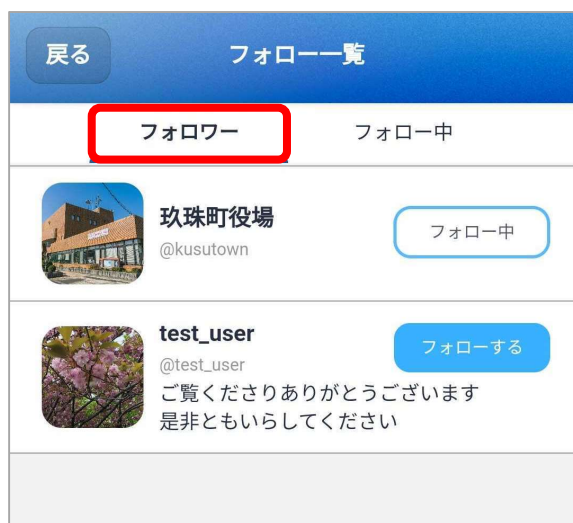 戻る
フォロー一覧
フォロワー
フォロー中
玖珠町役場
@kusutown
フォロー中
test_user
@test_user
フォローする
ご覧くださりありがとうございます
是非ともいらしてください